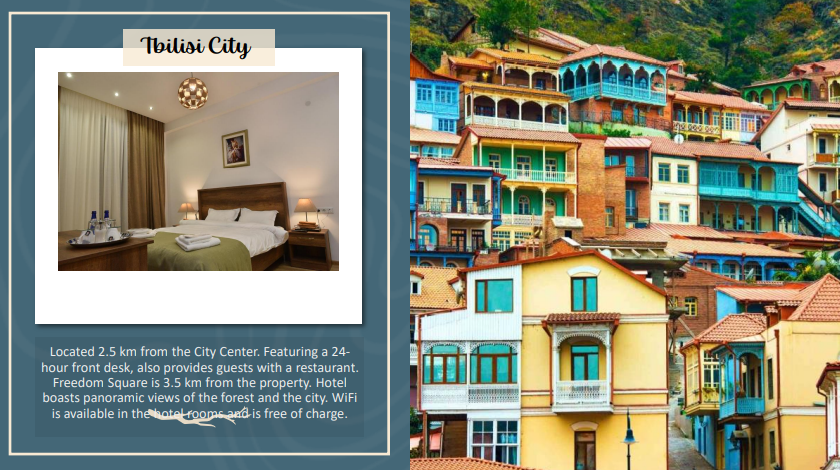 Tbilisi City
Located 2.5 km from the City Center. Featuring a 24-
hour front desk, also provides guests with a restaurant.
Freedom Square is 3.5 km from the property. Hotel
boasts panoramic views of the forest and the city. WiFi
is available in the hotel rooms and is free of charge.